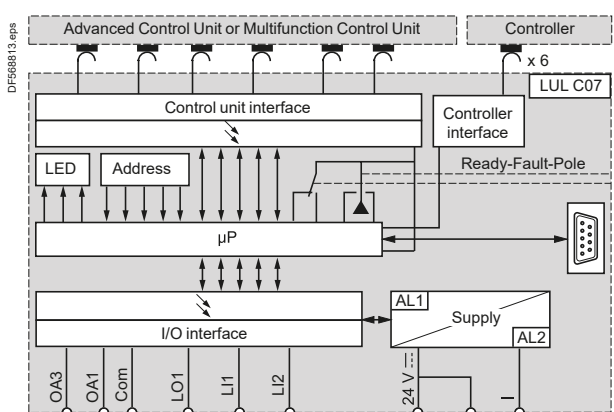 DF568813.eps
Advanced Control Unit or Multifunction Control Unit
Controller
x 6
LUL C07
Control unit interface
Controller
interface
LED
Address
Ready-Fault-Pole
µP
AL1
Supply
AL2
I/O interface
OA3
OA1
Com
LO1
LI1
LI2
24 V
I